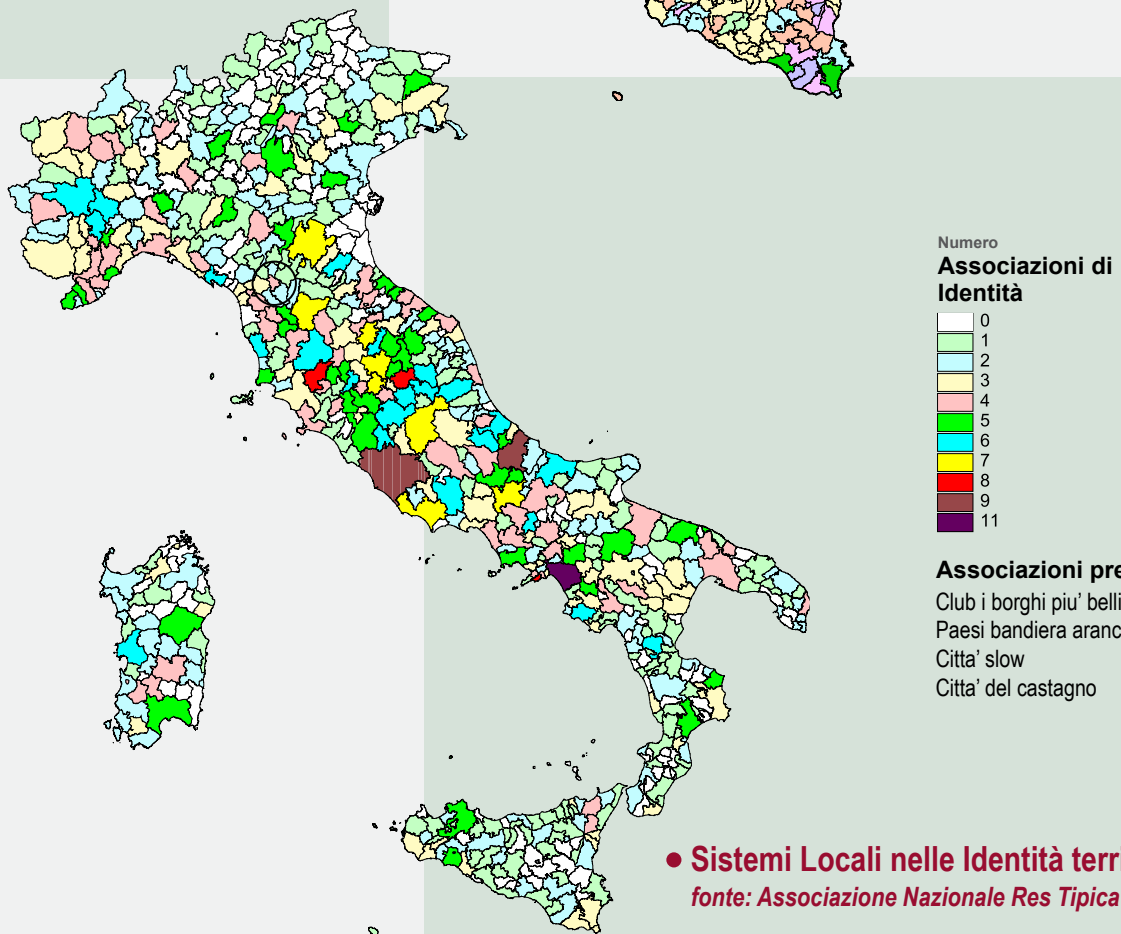 Numero
Associazioni di
Identità
0
1
2
3
4
5
6
7
8
9
11
Associazioni pre
Club i borghi piu' belli
Paesi bandiera aranc
Citta' slow
Citta' del castagno
• Sistemi Locali nelle Identità terri
fonte: Associazione Nazionale Res Tipica